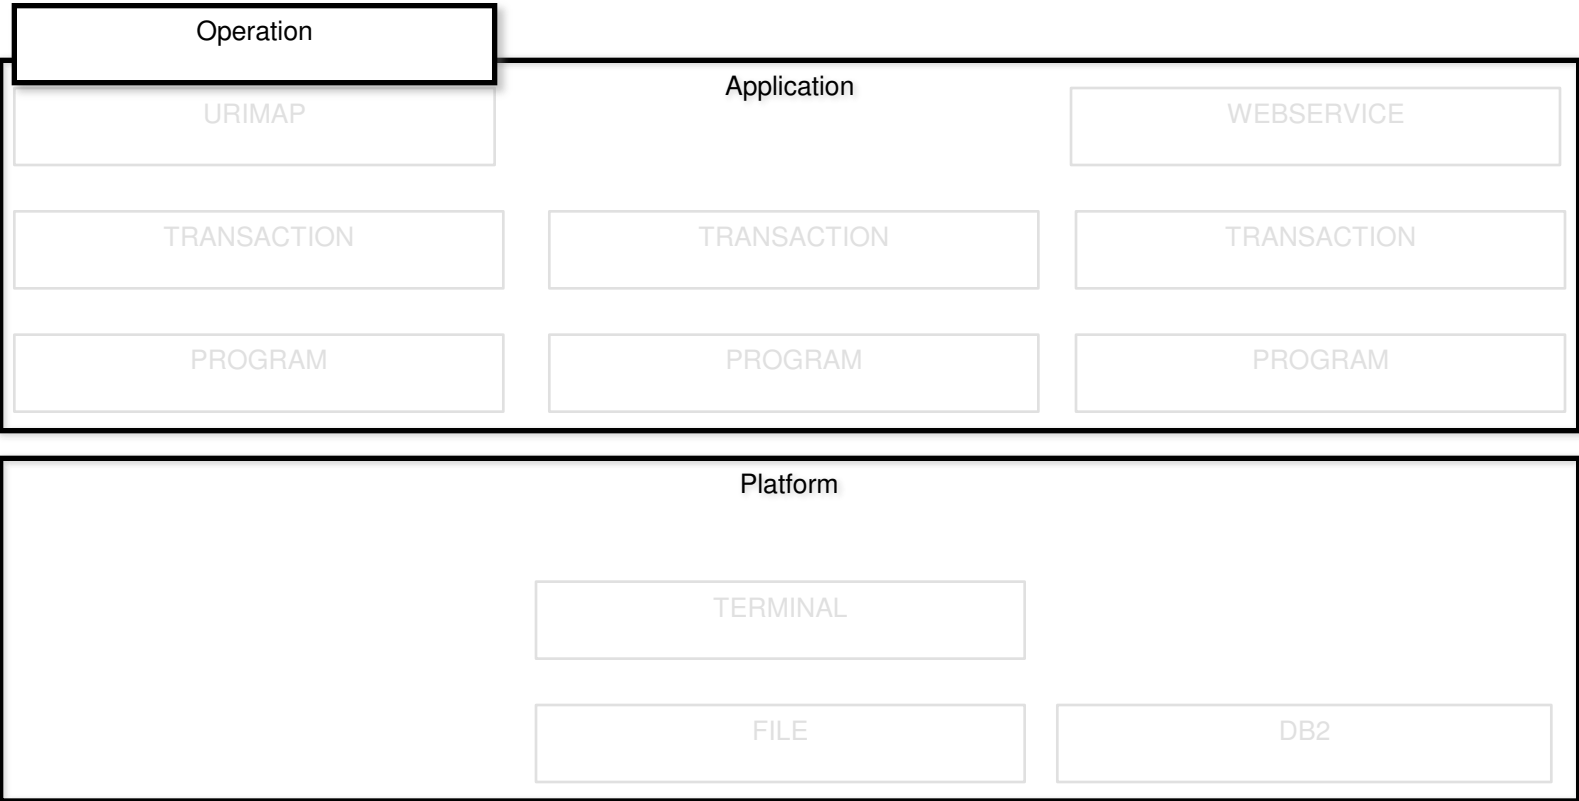 Operation
Application
URIMAP
WEBSERVICE
TRANSACTION
TRANSACTION
TRANSACTION
PROGRAM
PROGRAM
PROGRAM
Platform
TERMINAL
FILE
DB2